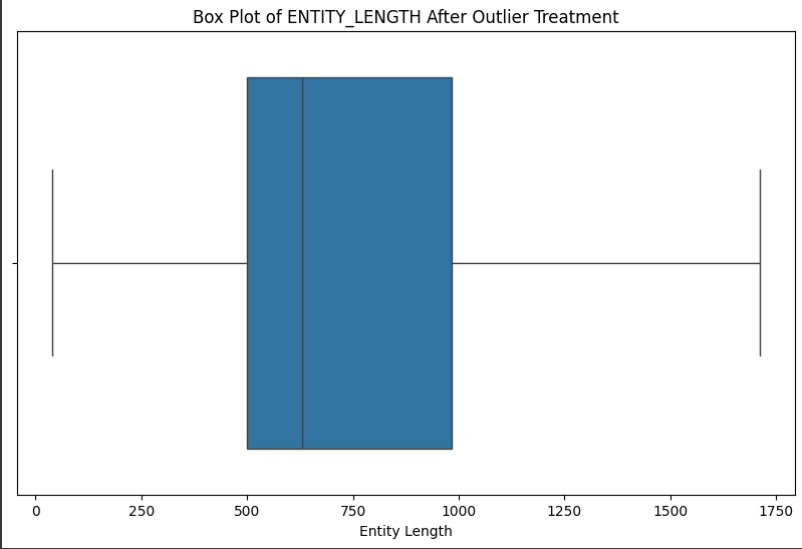 Box Plot of ENTITY_LENGTH After Outlier Treatment
0 250 500 750 1000 1250 1500 1750
Entity Length